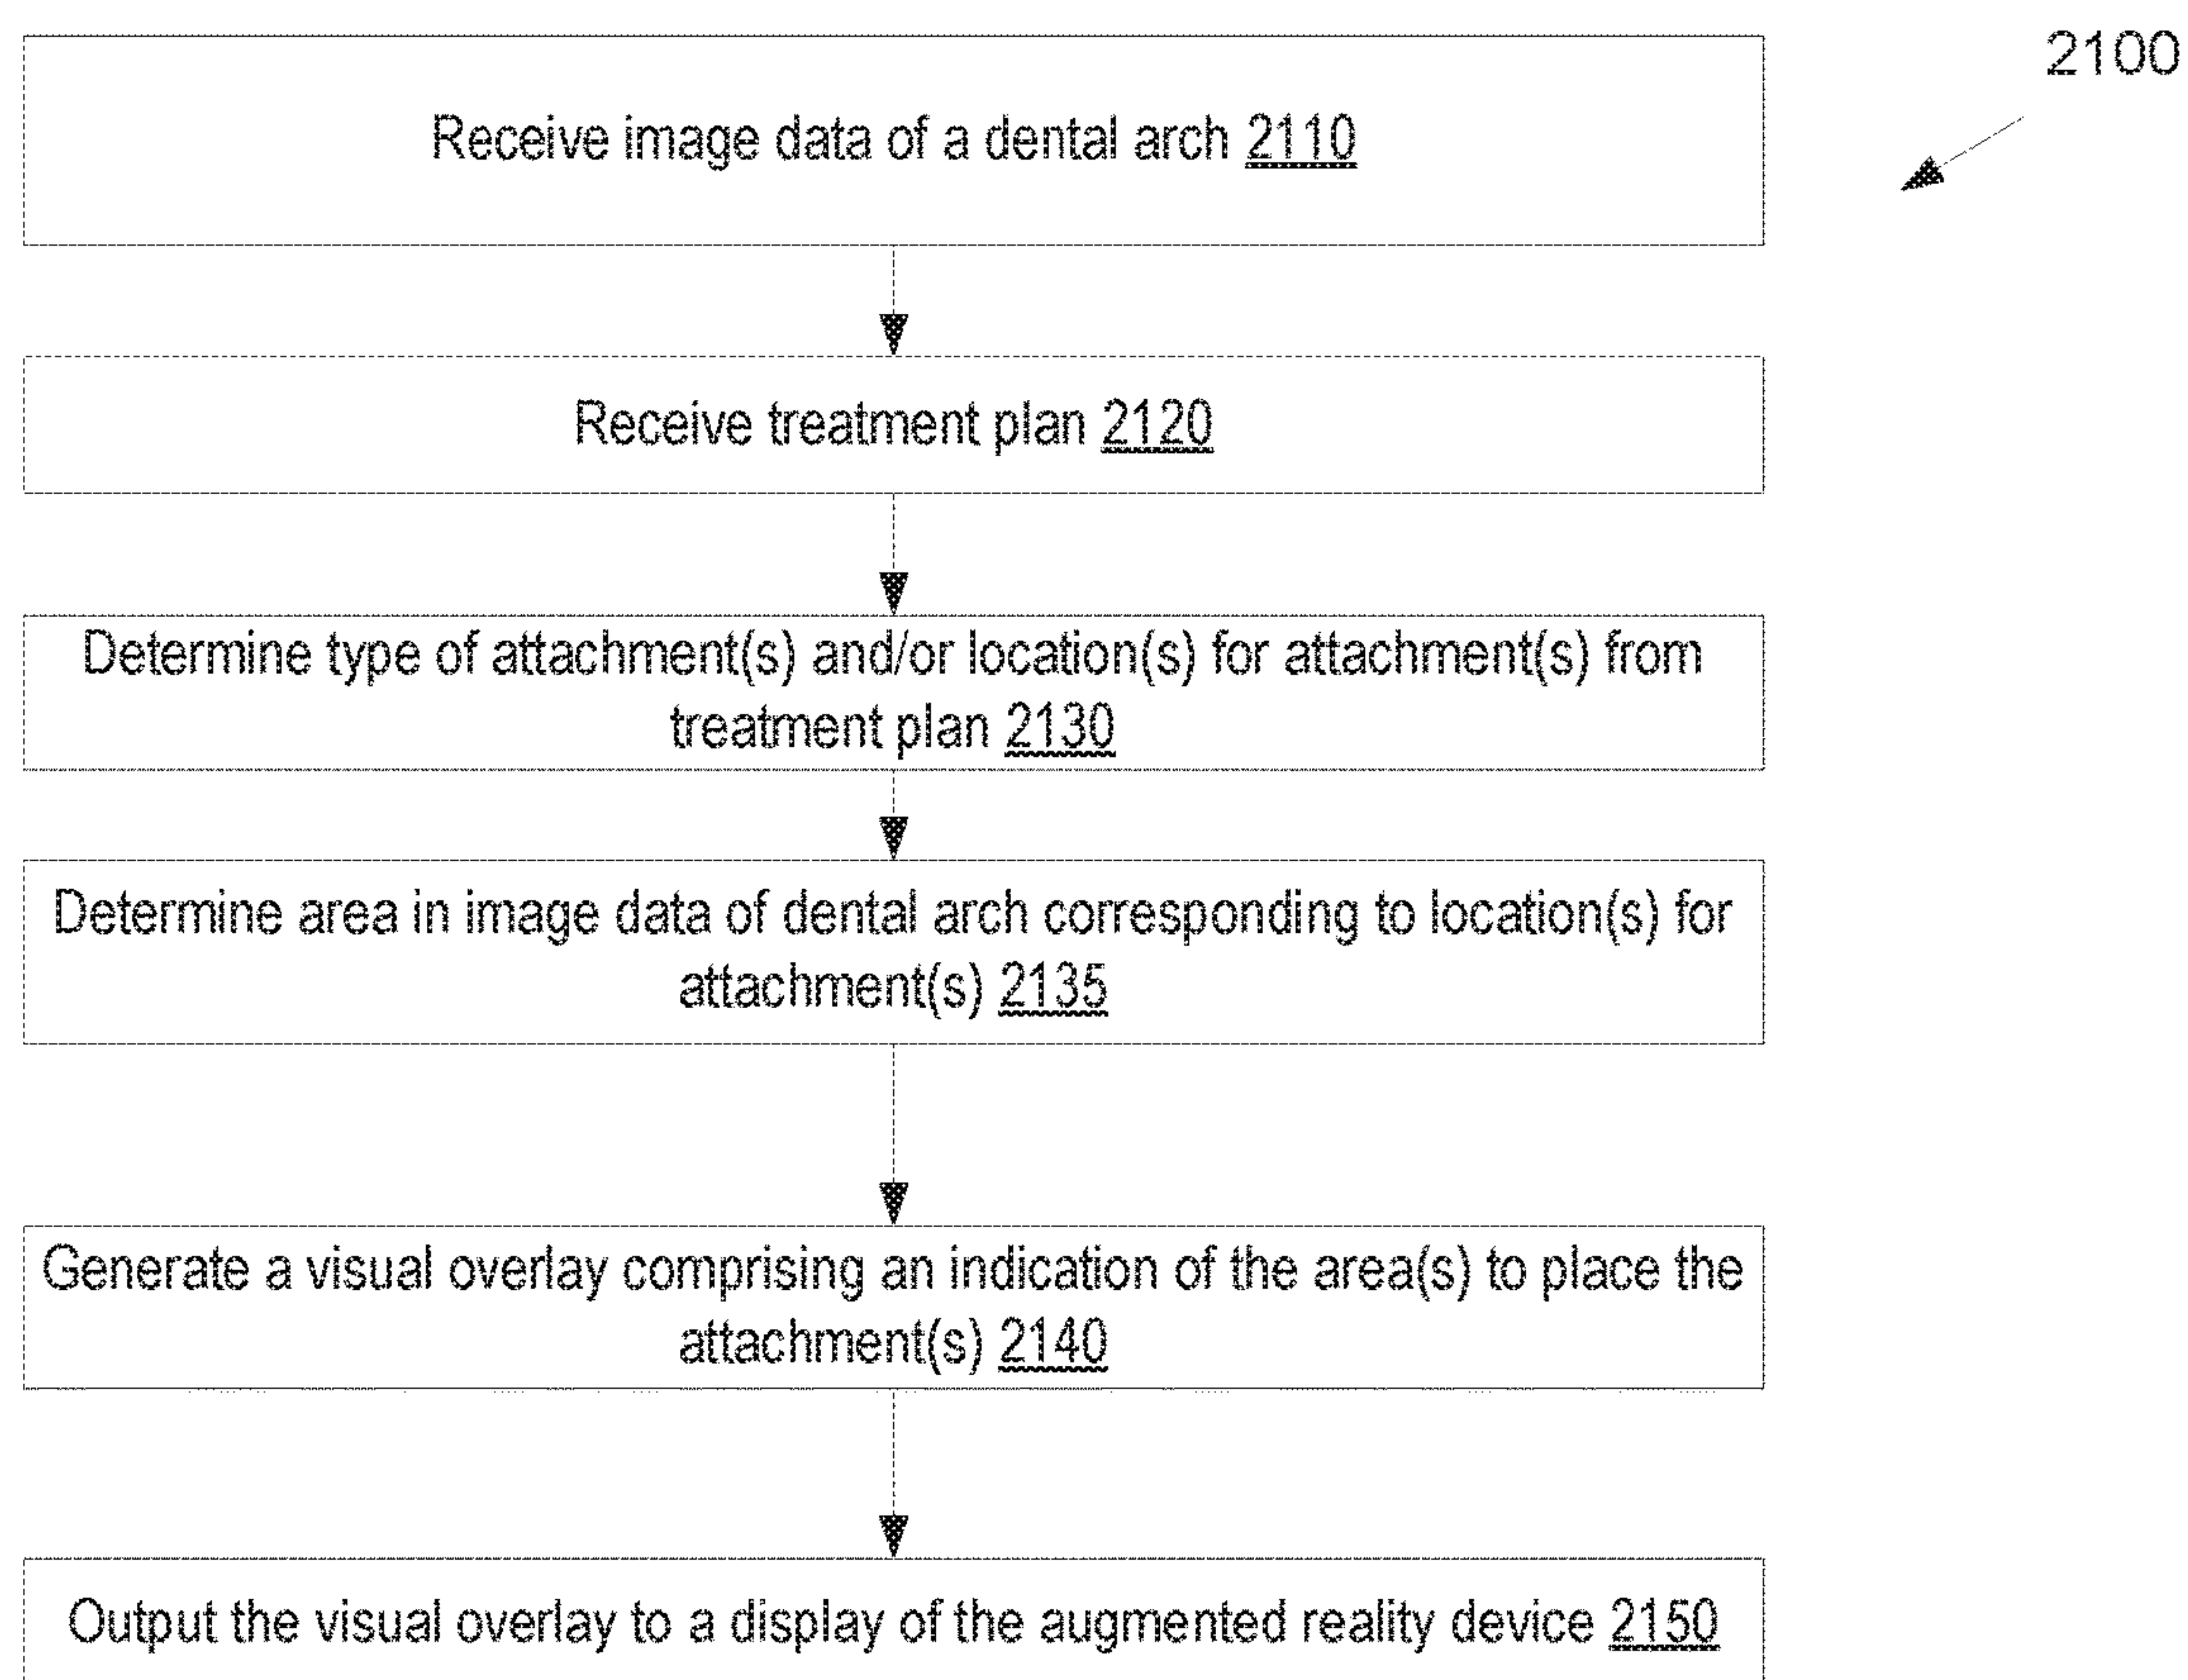 2100
Receive image data of a dental arch 2110
Receive treatment plan 2120
Determine type of attachment(s) and/or location(s) for attachment(s) from
treatment plan 2130
Determine area in image data of dental arch corresponding to location(s) for
attachment(s) 2135
Generate a visual overlay comprising an indication of the area(s) to place the
attachment(s) 2140
Output the visual overlay to a display of the augmented reality device 2150